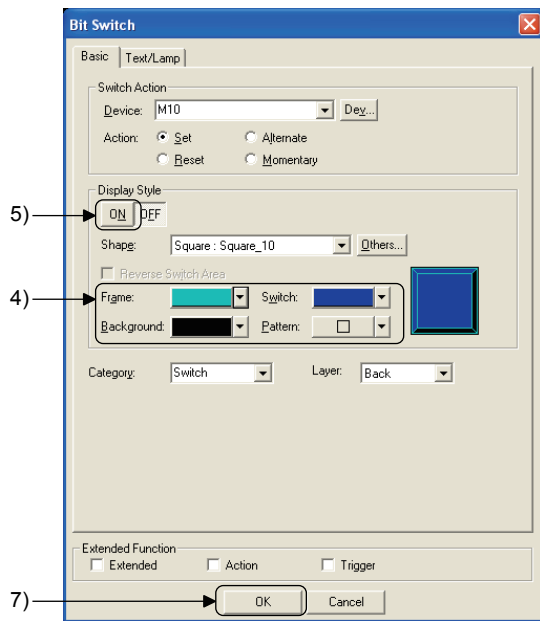 Bit Switch
Basic Text/Lamp
Switch Action
Device: M10 Dev...
Action: Set Alternate
Reset Momentary
Display Style
5) ON OFF
Shape: Square : Square_10 Others...
Reverse Switch Area
4) Frame: Switch:
Background: Pattern:
Category: Switch Layer: Back
Extended Function
Extended Action Trigger
7) OK Cancel